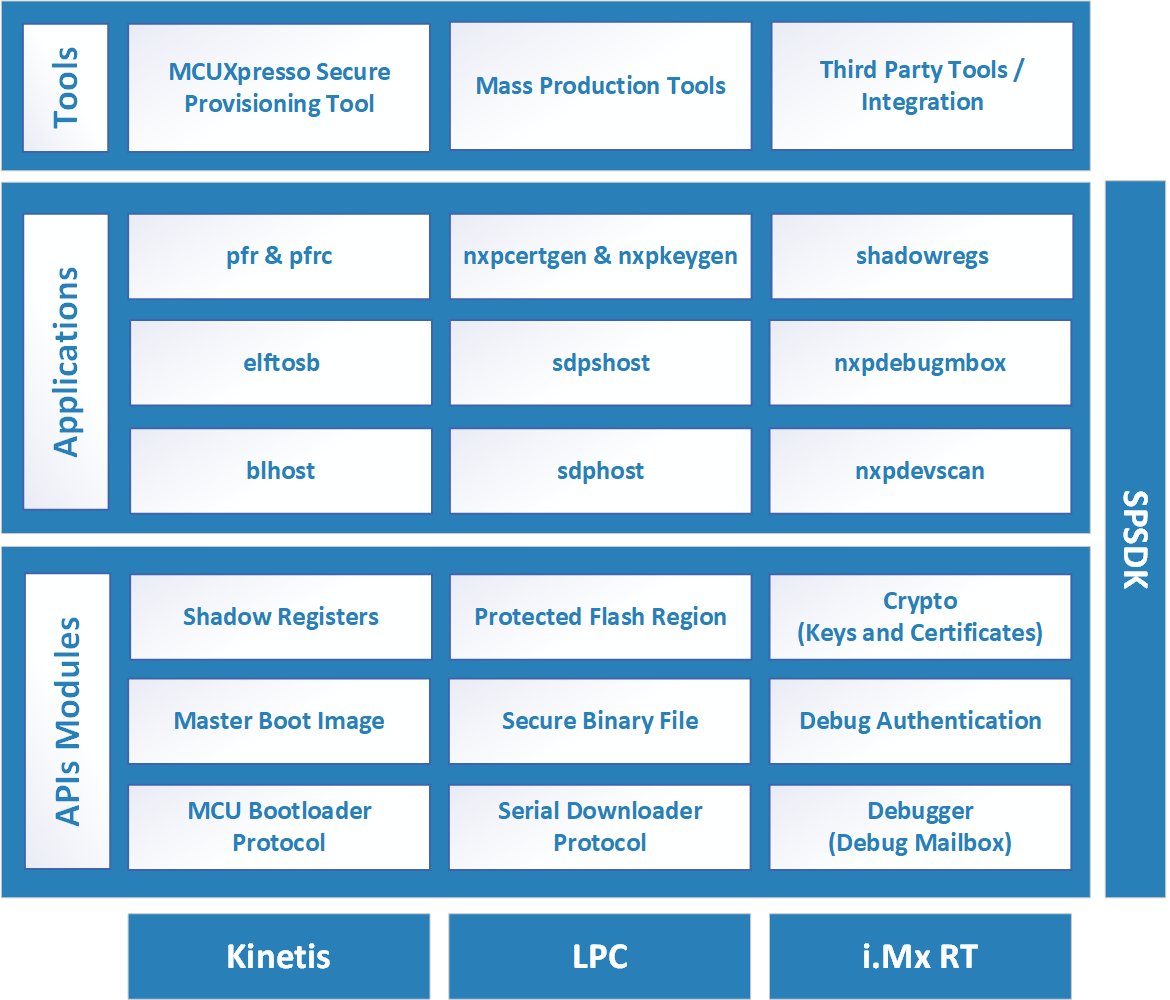 Tools
MCUXpresso Secure
Provisioning Tool
Mass Production Tools
Third Party Tools /
Integration
Applications
pfr & pfrc
nxpcertgen & nxpkeygen
shadowregs
elftosb
sdpshost
nxpdebugmbox
blhost
sdphost
nxpdevscan
SPSDK
APIs Modules
Shadow Registers
Protected Flash Region
Crypto
(Keys and Certificates)
Master Boot Image
Secure Binary File
Debug Authentication
MCU Bootloader
Protocol
Serial Downloader
Protocol
Debugger
(Debug Mailbox)
Kinetis
LPC
i.Mx RT